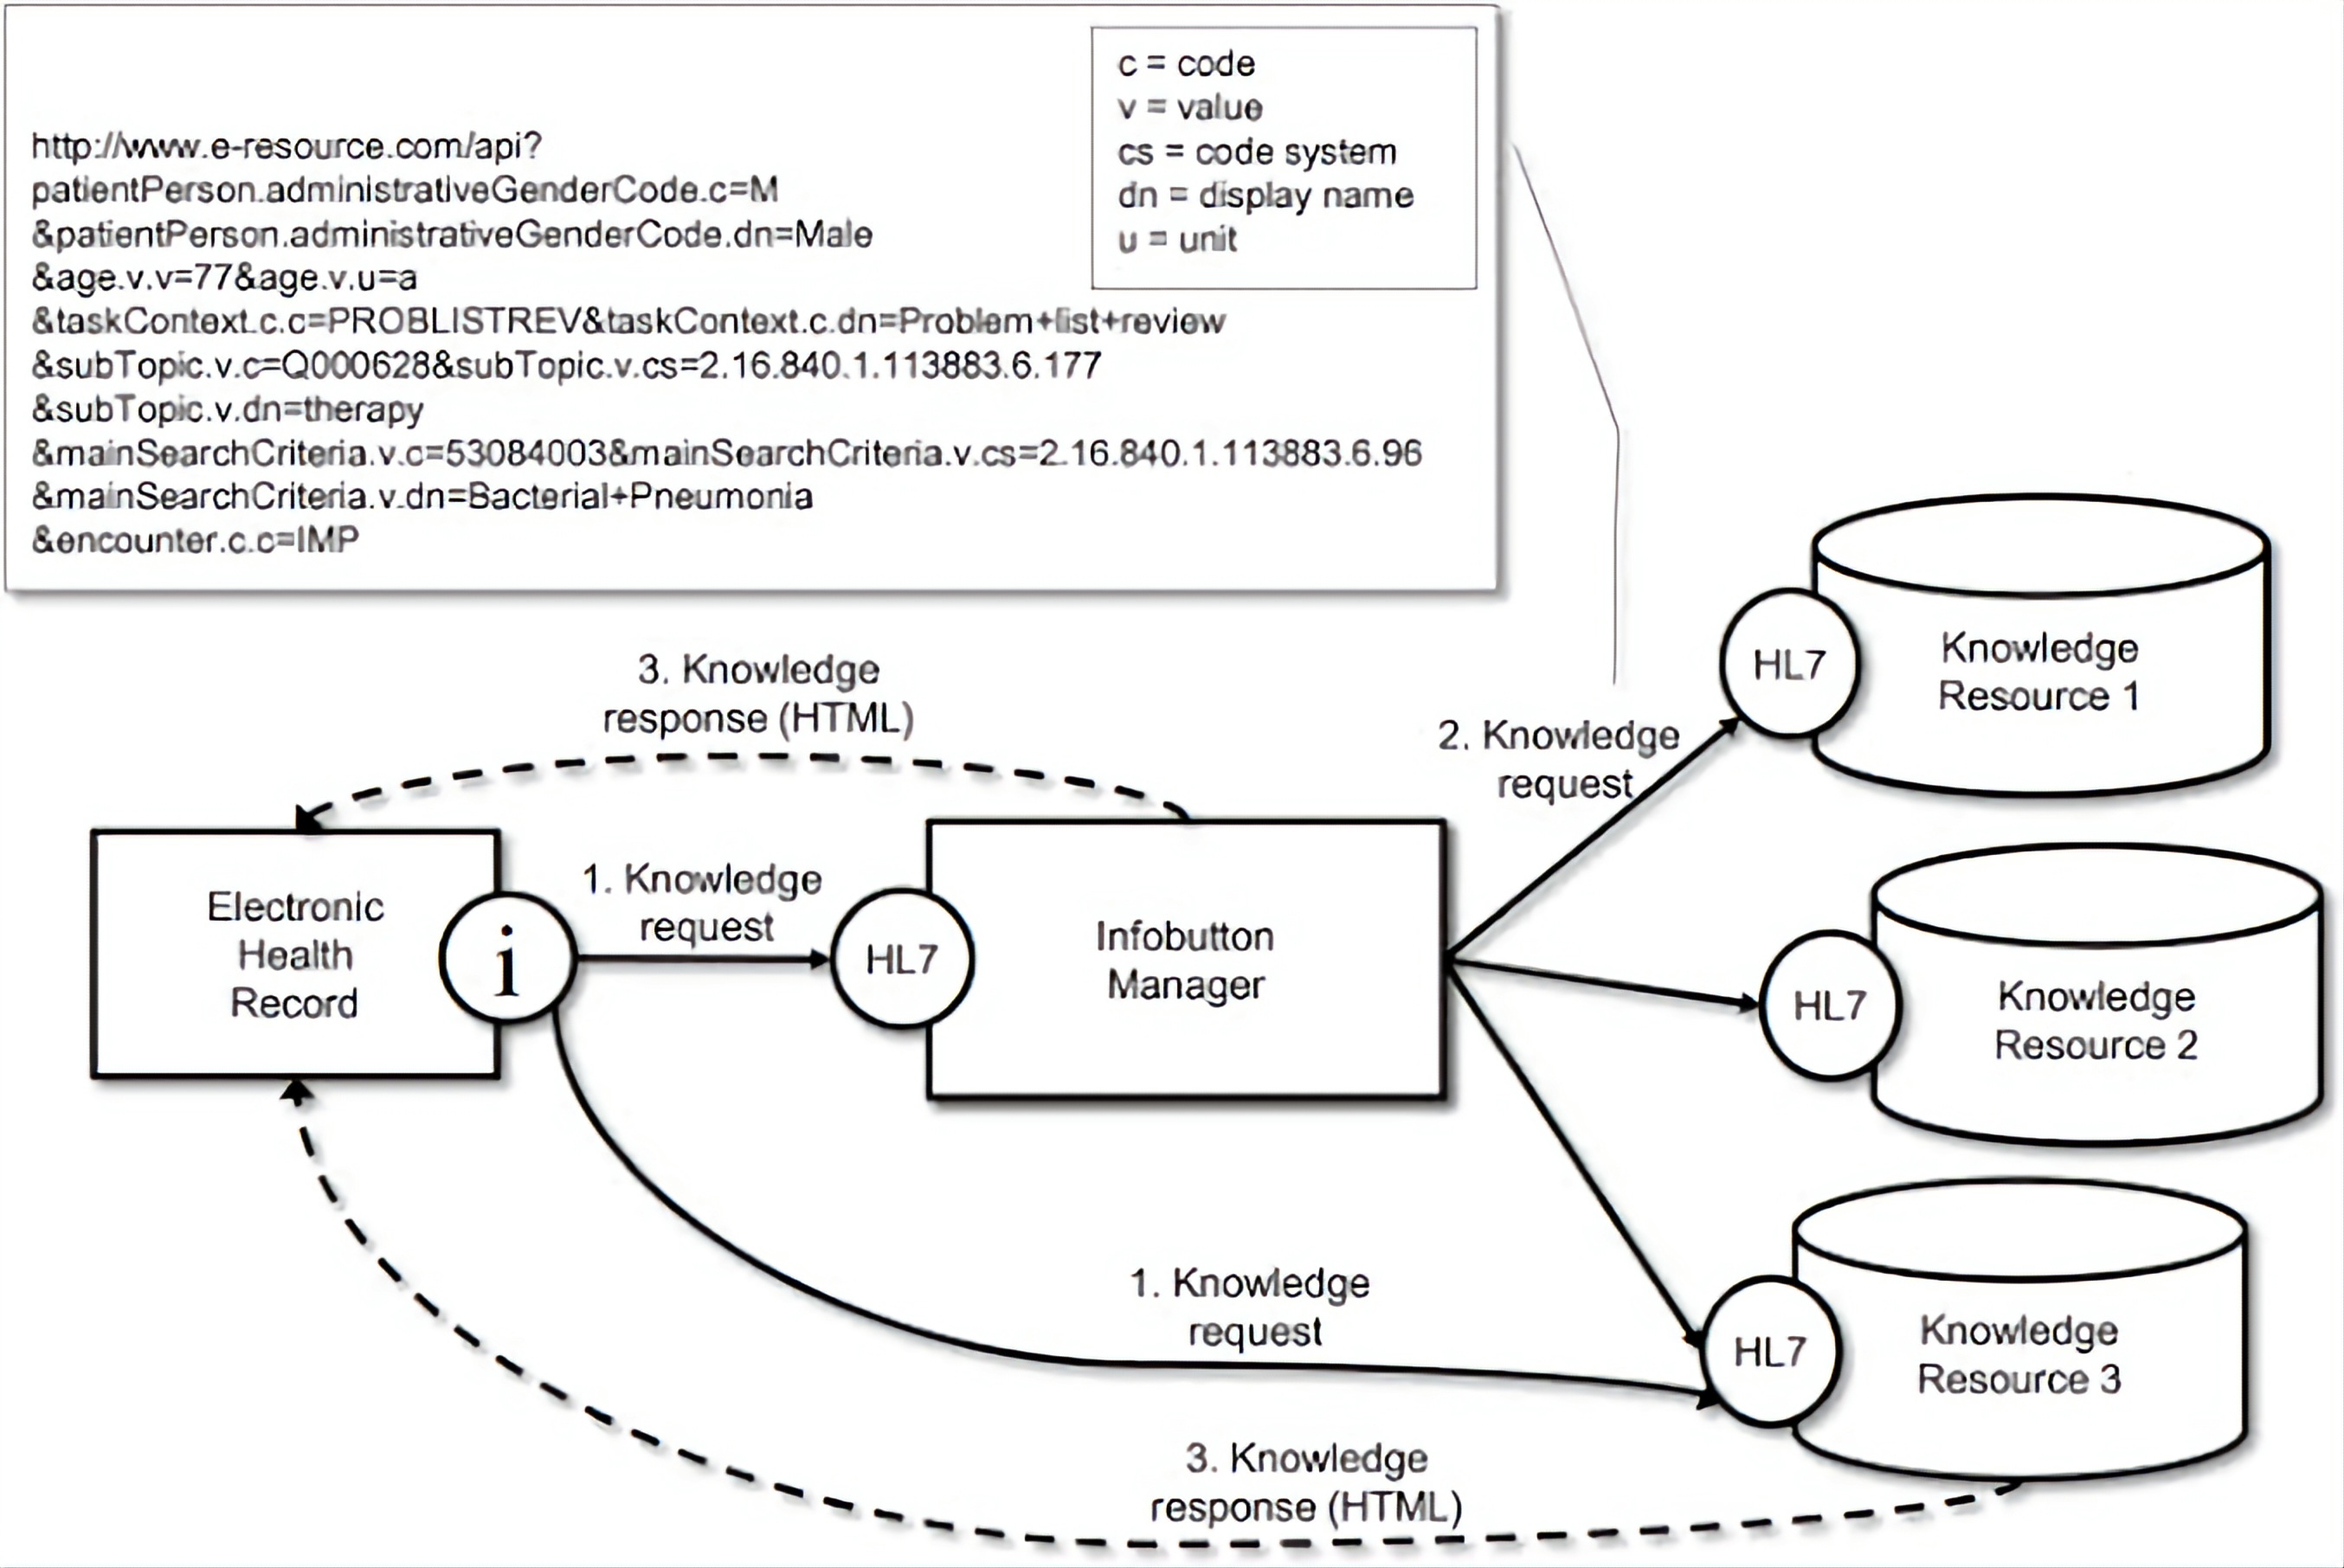 c = code
v = value
cs = code system
dn = display name
u = unit
http://www.e-resource.com/api?
patientPerson.administrativeGenderCode.c=M
&patientPerson.administrativeGenderCode.dn=Male
&age.v.v=77&age.v.u=a
&taskContext.c.c=PROBLISTREV&taskContext.c.dn=Problem+list+review
&subTopic.v.c=Q000628&subTopic.v.cs=2.16.840.1.113883.6.177
&subTopic.v.dn=therapy
&mainSearchCriteria.v.c=53084003&mainSearchCriteria.v.cs=2.16.840.1.113883.6.96
&mainSearchCriteria.v.dn=Bacterial+Pneumonia
&encounter.c.c=IMP
3. Knowledge
response (HTML)
2. Knowledge
request
HL7
Knowledge
Resource 1
Electronic
Health
Record
i
1. Knowledge
request
HL7
Infobutton
Manager
HL7
Knowledge
Resource 2
1. Knowledge
request
HL7
Knowledge
Resource 3
3. Knowledge
response (HTML)